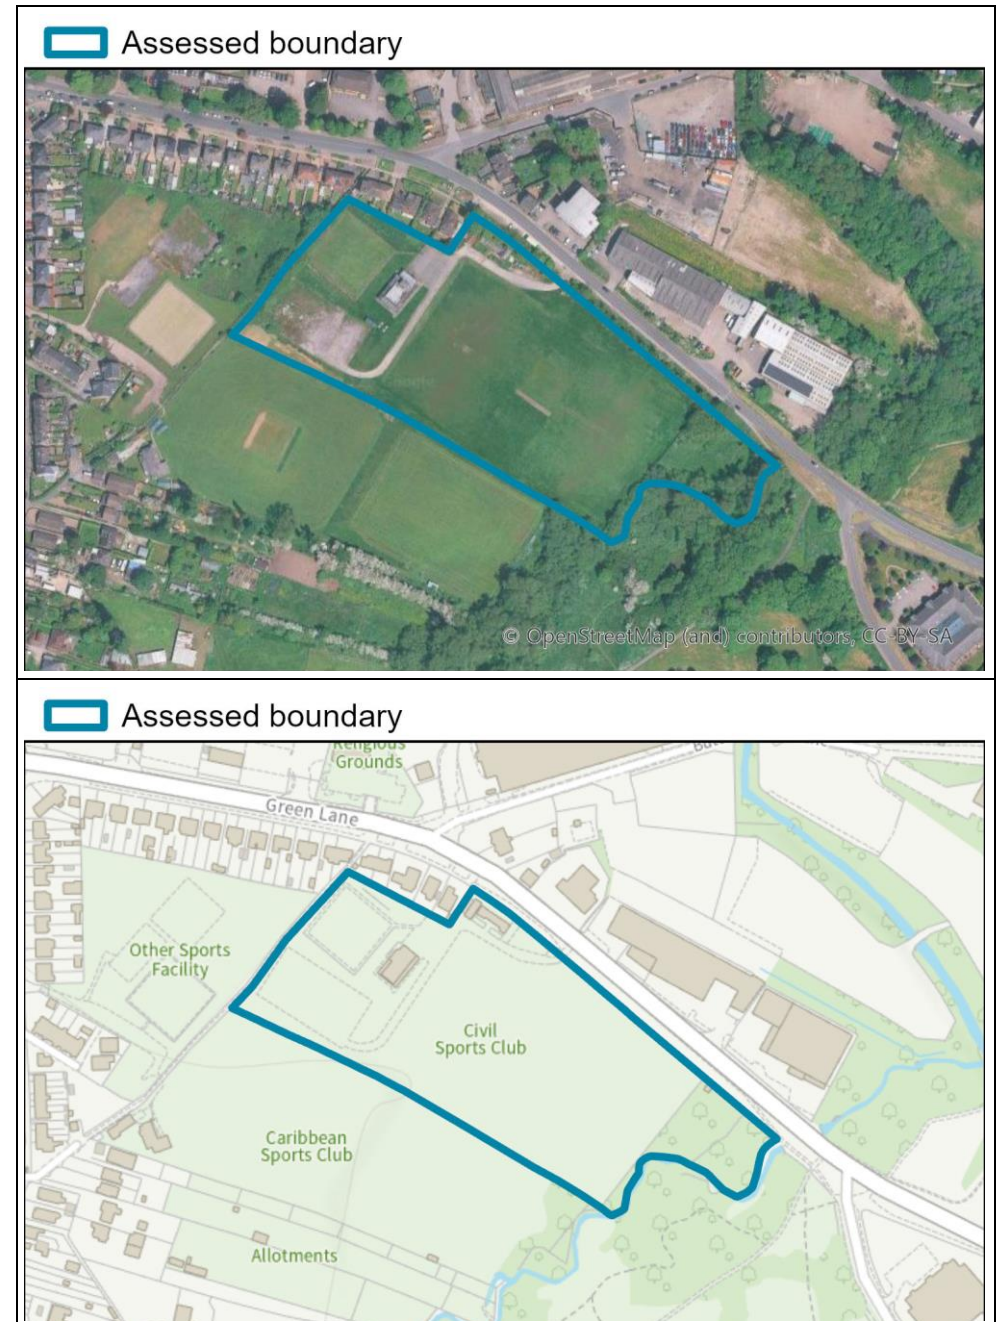 Assessed boundary
© OpenStreetMap (and) contributors, CC-BY-SA
Assessed boundary
Religious
Grounds
Green Lane
Other Sports
Facility
Civil
Sports Club
Caribbean
Sports Club
Allotments